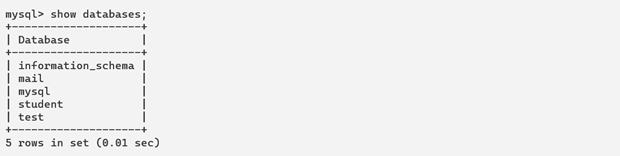 mysql> show databases;
+--------------------+
| Database           |
+--------------------+
| information_schema |
| mail               |
| mysql              |
| student            |
| test               |
+--------------------+
5 rows in set (0.01 sec)